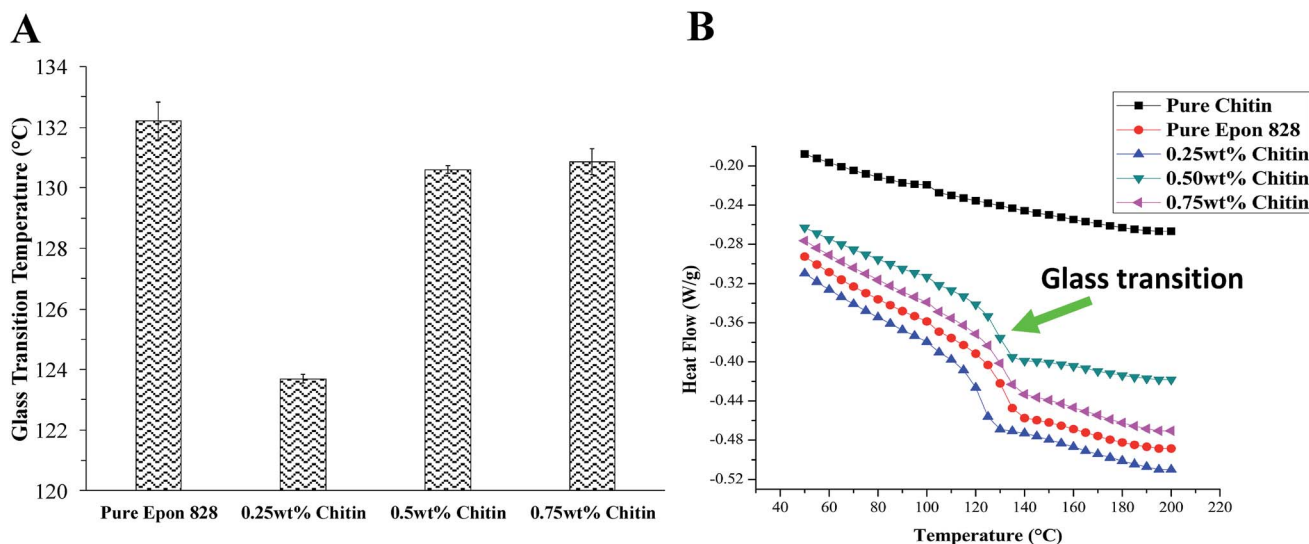 A
Glass Transition Temperature (°C)
134
132
130
128
126
124
122
120
Pure Epon 828
0.25wt% Chitin
0.5wt% Chitin
0.75wt% Chitin
B
Pure Chitin
Pure Epon 828
0.25wt% Chitin
0.50wt% Chitin
0.75wt% Chitin
Glass transition
Heat Flow (W/g)
-0.20
-0.24
-0.28
-0.32
-0.36
-0.40
-0.44
-0.48
-0.52
40
60
80
100
120
140
160
180
200
220
Temperature (°C)